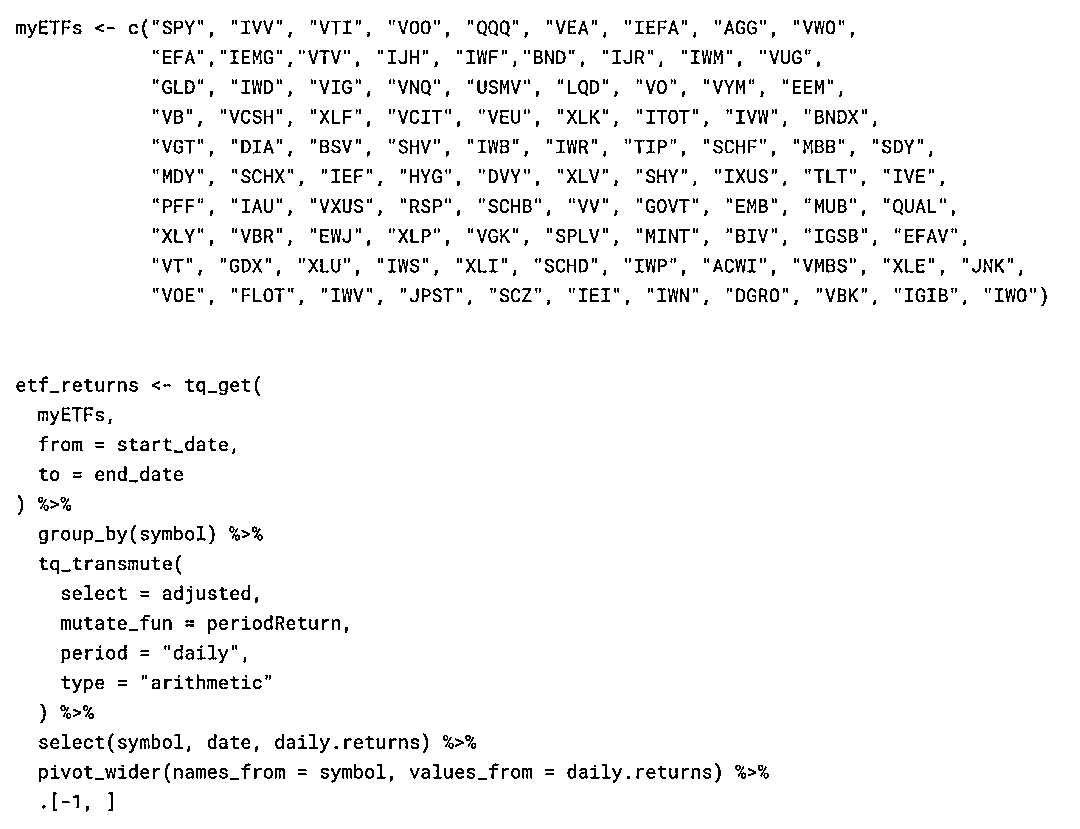 myETFs <- c("SPY", "IVV", "VTI", "VOO", "QQQ", "VEA", "IEFA", "AGG", "VWO",
"EFA","IEMG","VTV", "IJH", "IWF","BND", "IJR", "IWM", "VUG",
"GLD", "IWD", "VIG", "VNQ", "USMV", "LQD", "VO", "VYM", "EEM",
"VB", "VCSH", "XLF", "VCIT", "VEU", "XLK", "ITOT", "IVW", "BNDX",
"VGT", "DIA", "BSV", "SHV", "IWB", "IWR", "TIP", "SCHF", "MBB", "SDY",
"MDY", "SCHX", "IEF", "HYG", "DVY", "XLV", "SHY", "IXUS", "TLT", "IVE",
"PFF", "IAU", "VXUS", "RSP", "SCHB", "VV", "GOVT", "EMB", "MUB", "QUAL",
"XLY", "VBR", "EWJ", "XLP", "VGK", "SPLV", "MINT", "BIV", "IGSB", "EFAV",
"VT", "GDX", "XLU", "IWS", "XLI", "SCHD", "IWP", "ACWI", "VMBS", "XLE", "JNK",
"VOE", "FLOT", "IWV", "JPST", "SCZ", "IEI", "IWN", "DGRO", "VBK", "IGIB", "IWO")
etf_returns <- tq_get(
myETFs,
from = start_date,
to = end_date
) %>%
group_by(symbol) %>%
tq_transmute(
select = adjusted,
mutate_fun = periodReturn,
period = "daily",
type = "arithmetic"
) %>%
select(symbol, date, daily.returns) %>%
pivot_wider(names_from = symbol, values_from = daily.returns) %>%
.[-1, ]